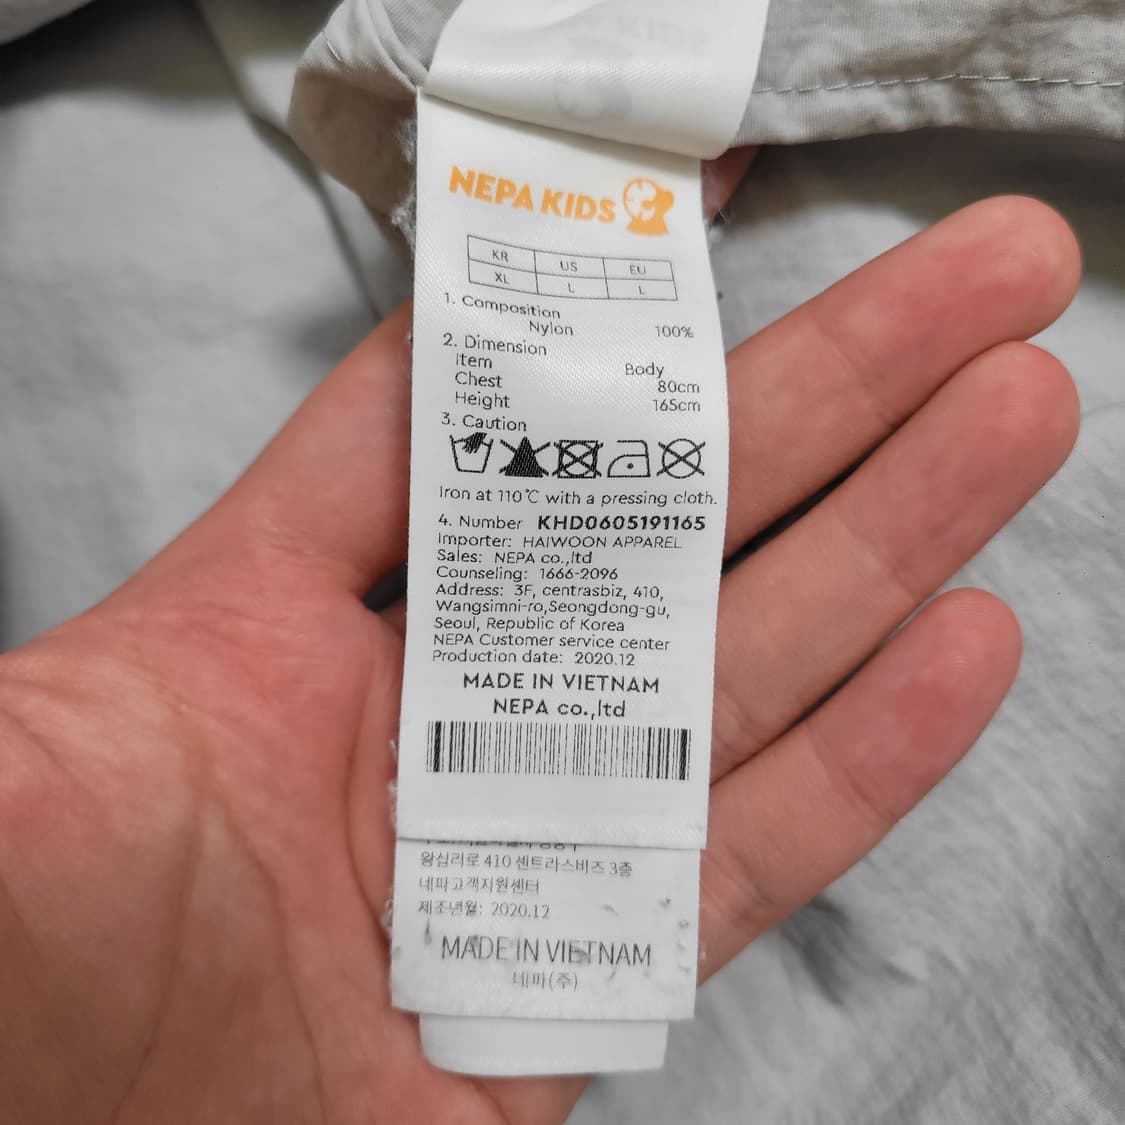 NEPA KIDS
KR US EU
XL L L
1. Composition
Nylon 100%
2. Dimension
Item Body
Chest 80cm
Height 165cm
3. Caution
Iron at 110℃ with a pressing cloth.
4. Number KHD0605191165
Importer: HAIWOON APPAREL
Sales: NEPA co.,ltd
Counseling: 1666-2096
Address: 3F, centrasbiz, 410,
Wangsimni-ro,Seongdong-gu,
Seoul, Republic of Korea
NEPA Customer service center
Production date: 2020.12
MADE IN VIETNAM
NEPA co.,ltd
왕십리로 410 센트라스비즈 3층
네파고객지원센터
제조년월: 2020.12
MADE IN VIETNAM
네파(주)